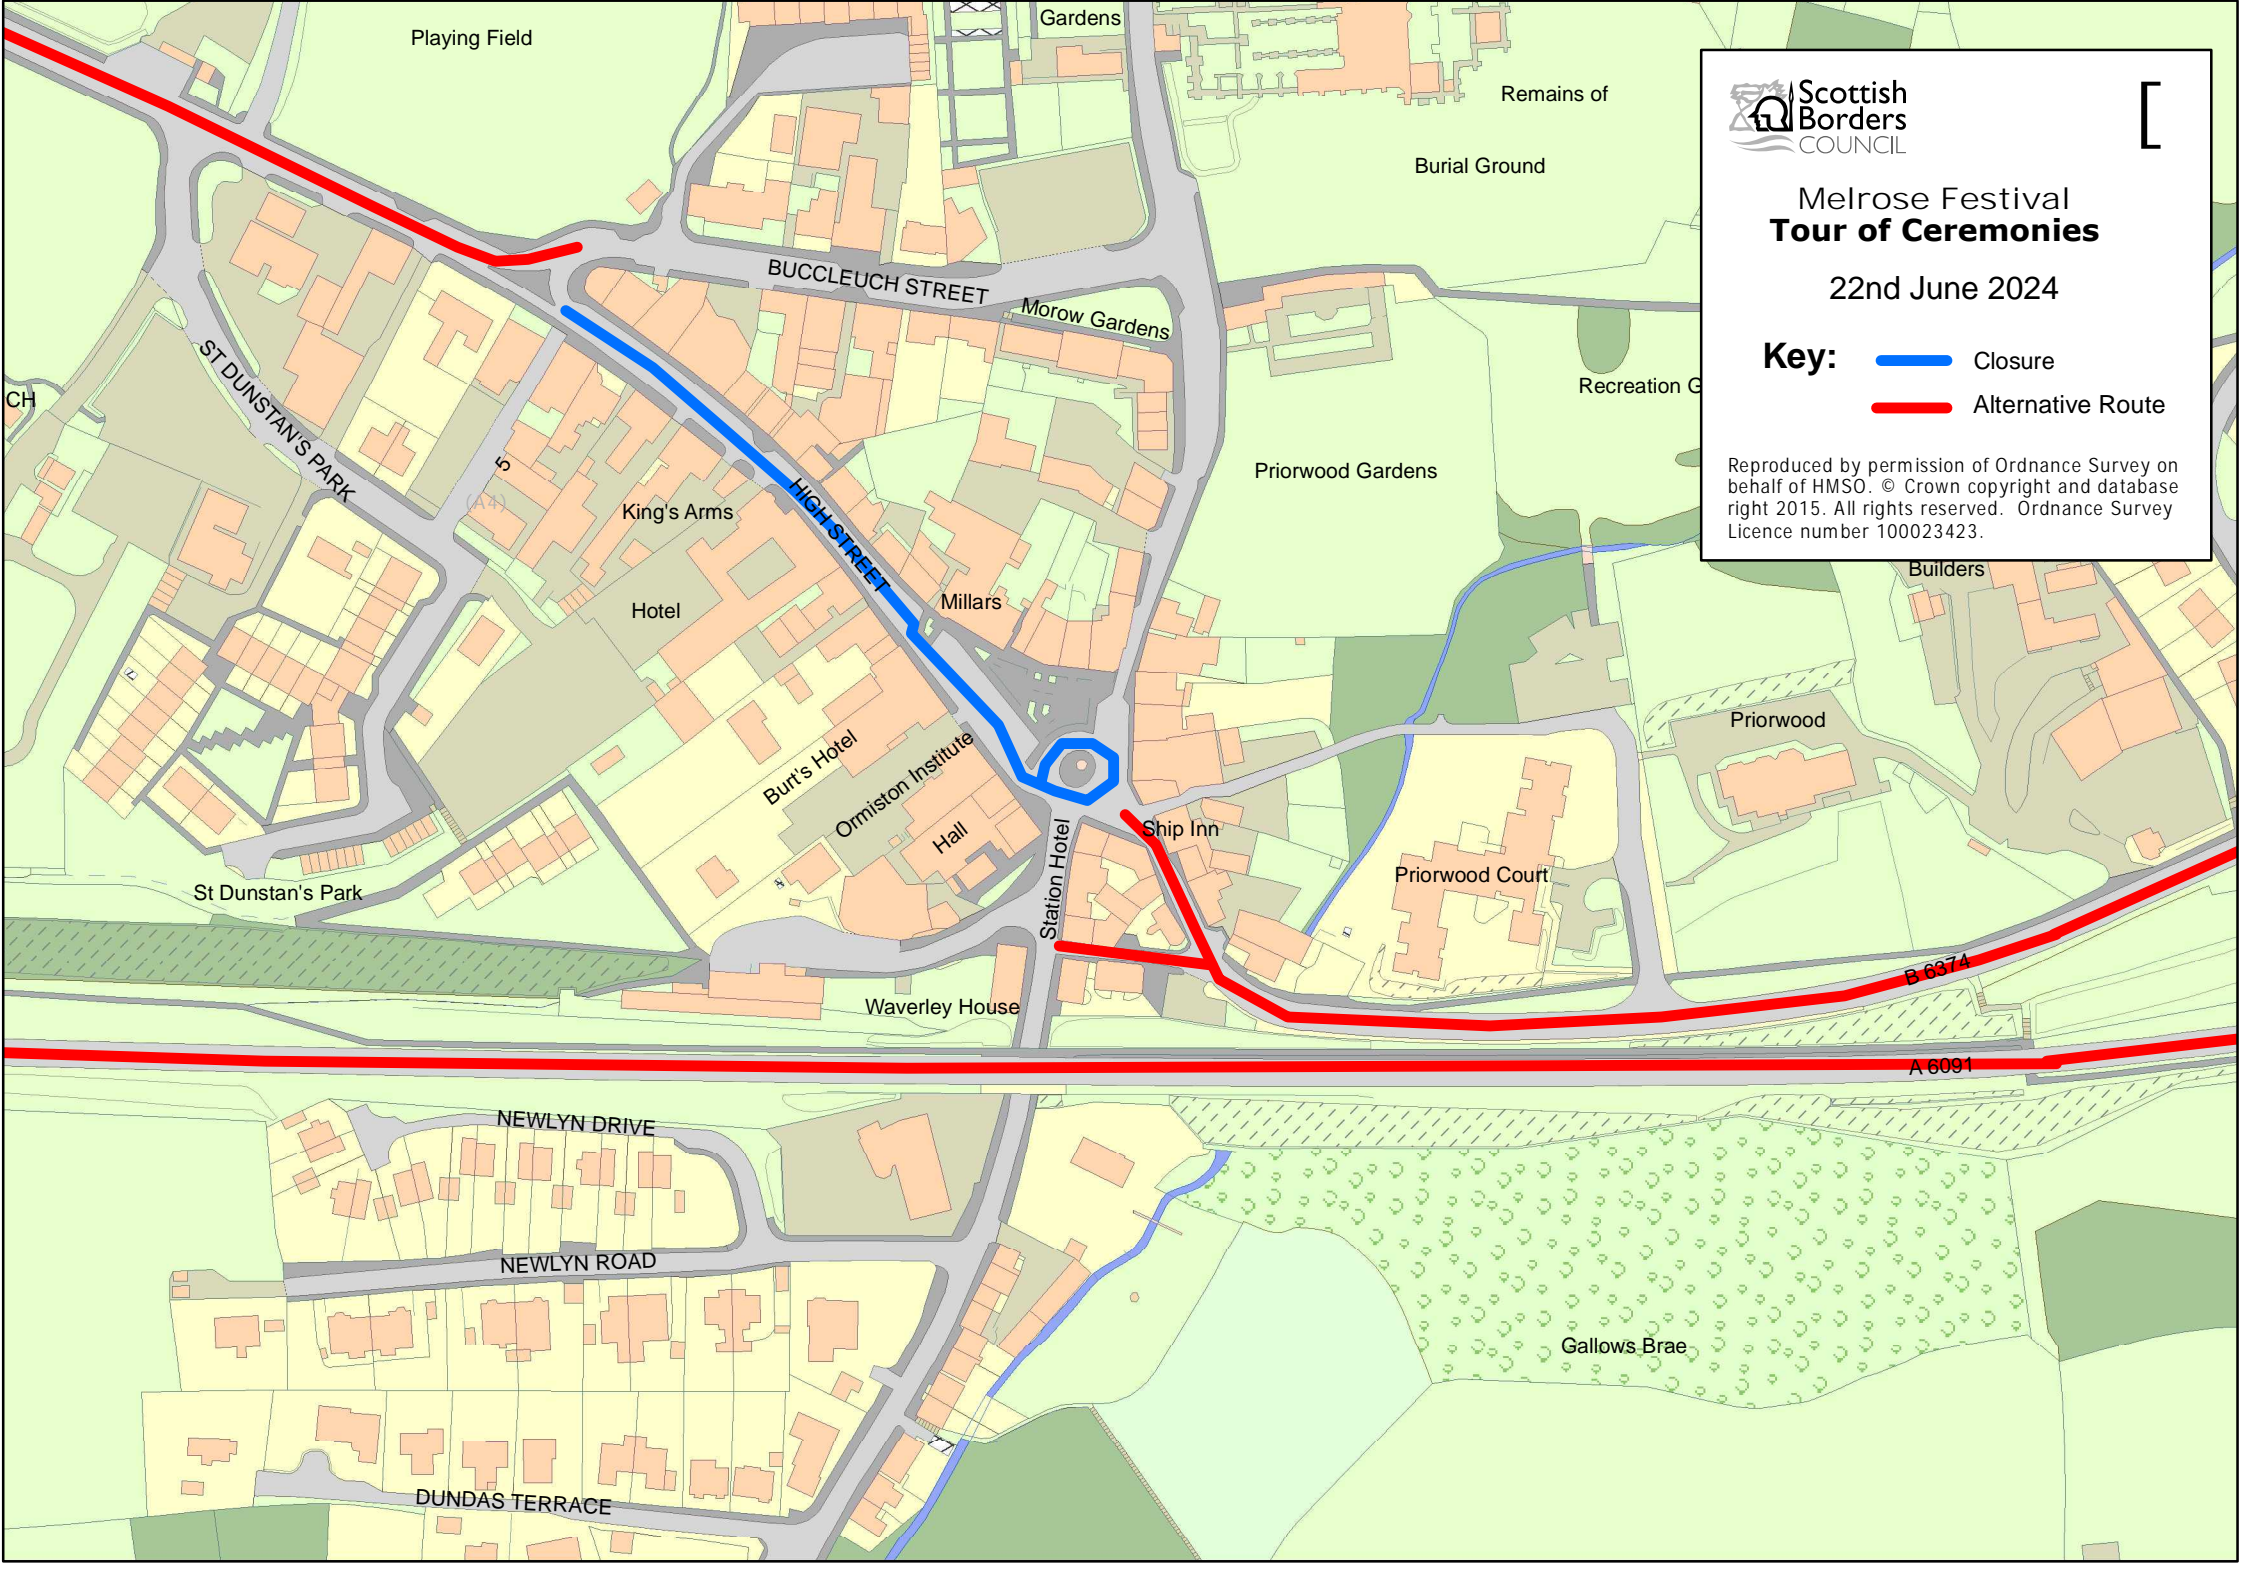 Playing Field
Gardens
Remains of
Burial Ground
Scottish
Borders
COUNCIL
[
Melrose Festival
Tour of Ceremonies
22nd June 2024
Key:
Closure
Alternative Route
Reproduced by permission of Ordnance Survey on
behalf of HMSO. © Crown copyright and database
right 2015. All rights reserved. Ordnance Survey
Licence number 100023423.
BUCCLEUCH STREET
Morow Gardens
ST DUNSTAN'S PARK
CH
Recreation G
5
(A4)
Priorwood Gardens
King's Arms
HIGH STREET
Hotel
Millars
Builders
Priorwood
Burt's Hotel
Ormiston Institute
Hall
Station Hotel
Ship Inn
Priorwood Court
St Dunstan's Park
Waverley House
B 6374
A 6091
NEWLYN DRIVE
NEWLYN ROAD
Gallows Brae
DUNDAS TERRACE